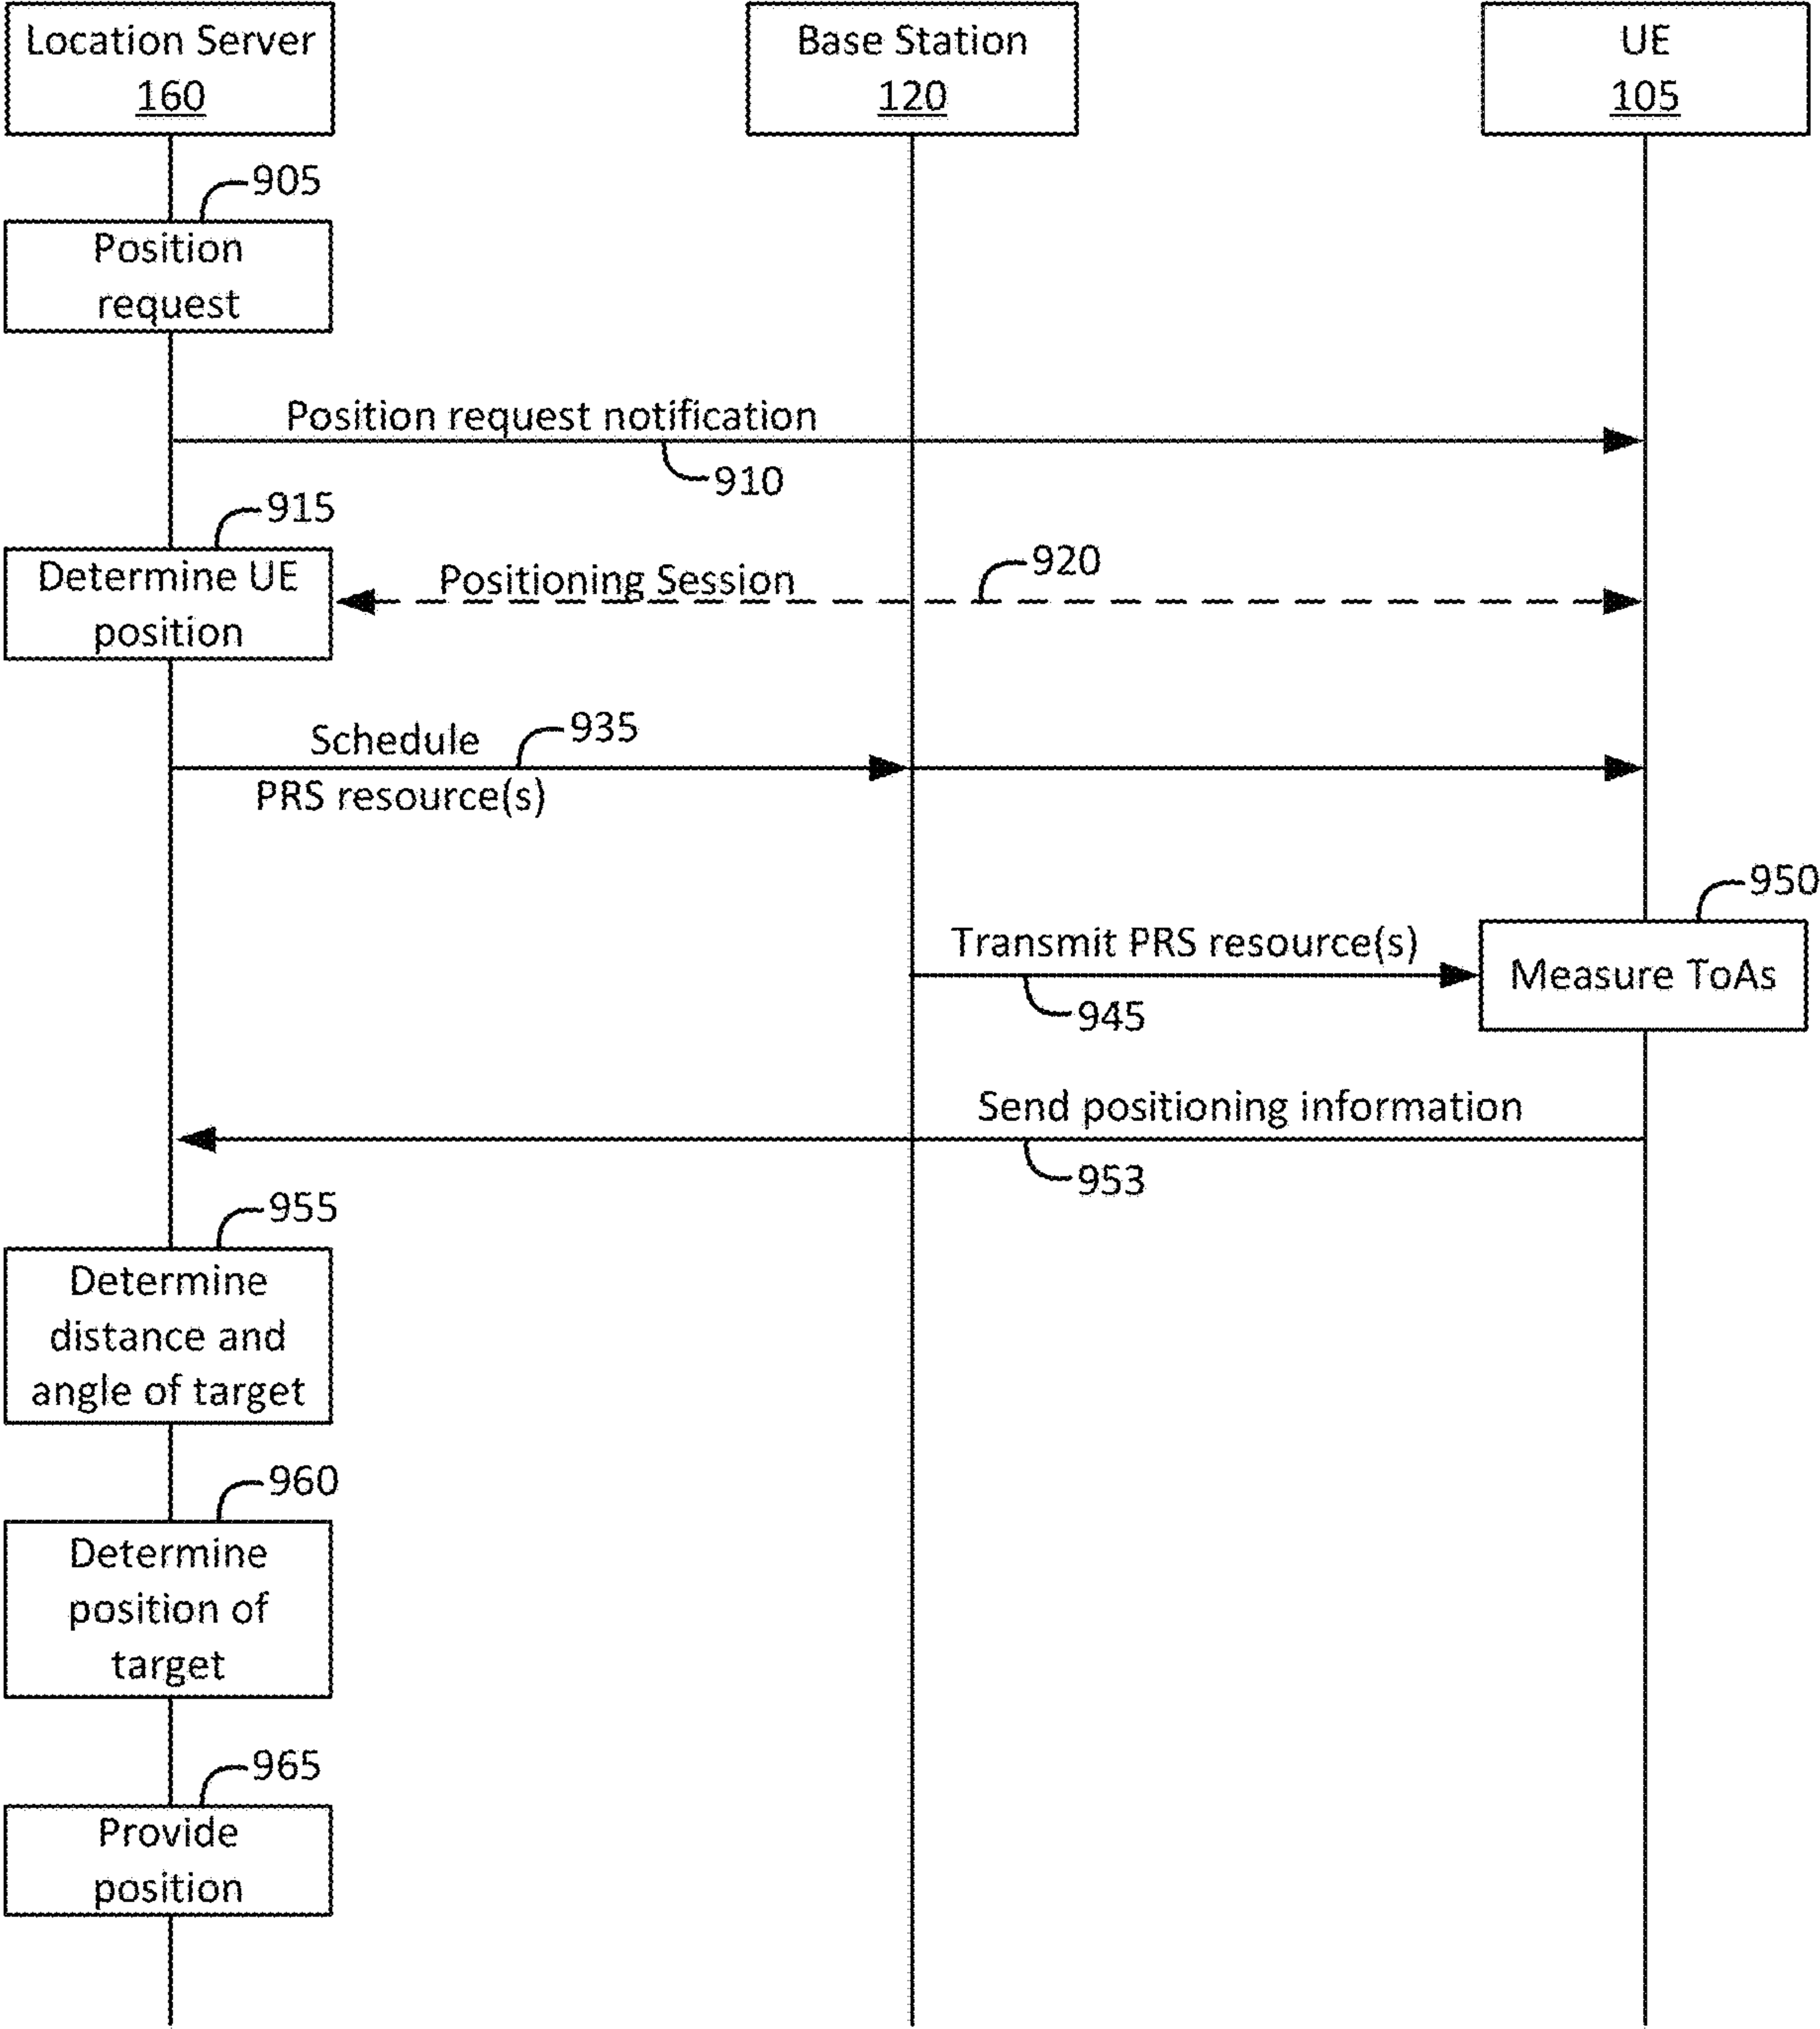 Location Server
160
Base Station
120
UE
105
905
Position
request
Position request notification
910
915
Determine UE
position
Positioning Session
920
Schedule
935
PRS resource(s)
950
Transmit PRS resource(s)
Measure ToAs
945
Send positioning information
953
955
Determine
distance and
angle of target
960
Determine
position of
target
965
Provide
position